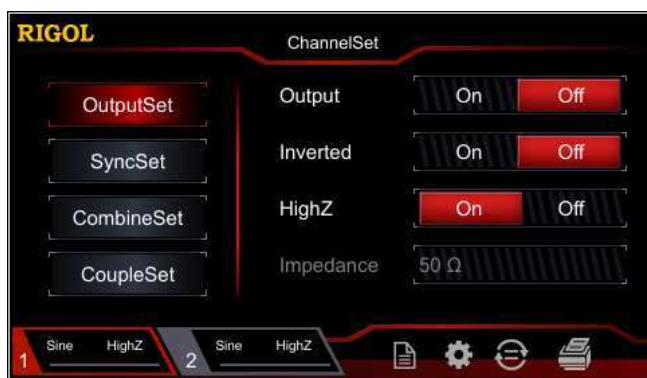 RIGOL
ChannelSet
OutputSet
SyncSet
CombineSet
CoupleSet
Output On Off
Inverted On Off
HighZ On Off
Impedance 50 Ω
1 Sine HighZ
2 Sine HighZ